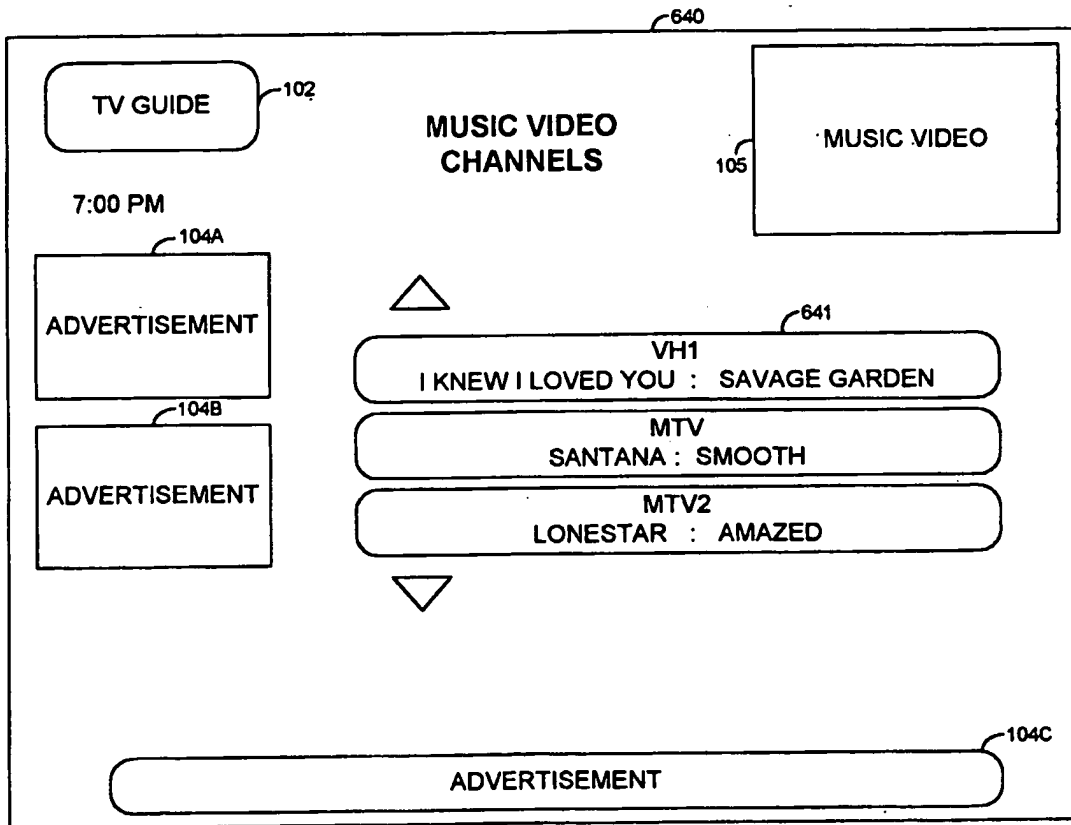 640
TV GUIDE
102
MUSIC VIDEO
CHANNELS
105
MUSIC VIDEO
7:00 PM
104A
ADVERTISEMENT
641
VH1
I KNEW I LOVED YOU : SAVAGE GARDEN
104B
ADVERTISEMENT
MTV
SANTANA : SMOOTH
MTV2
LONESTAR : AMAZED
104C
ADVERTISEMENT